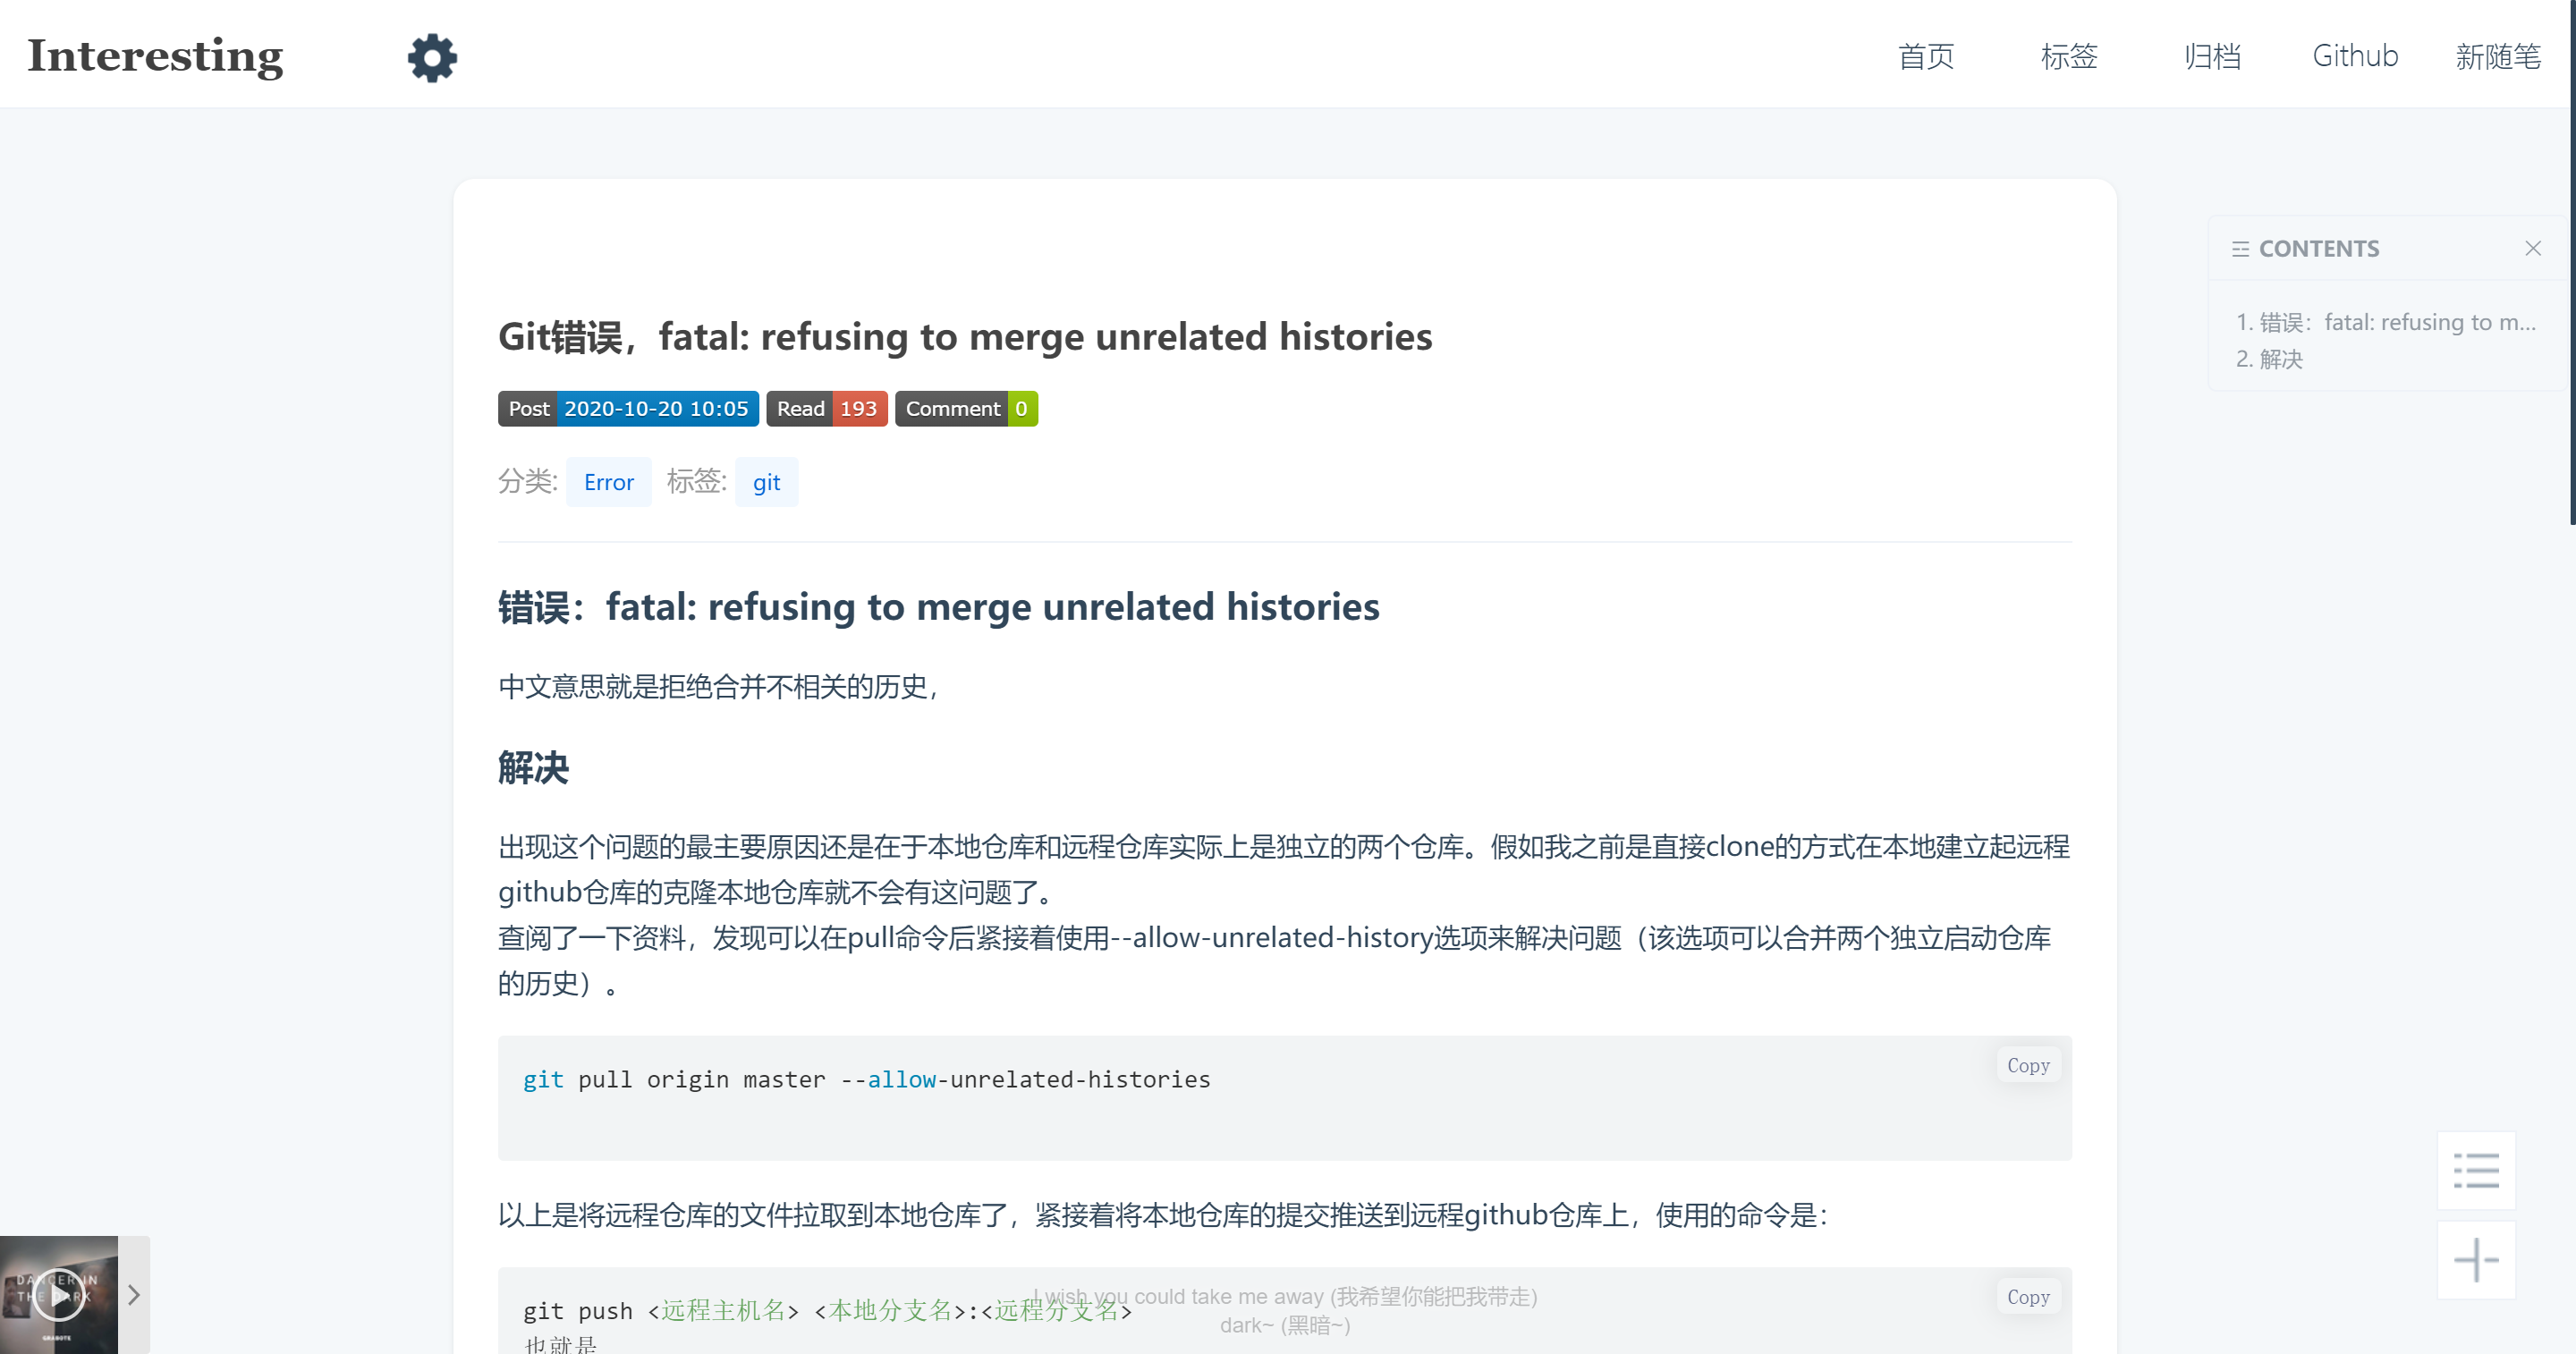 Interesting
首页 标签 归档 Github 新随笔
CONTENTS
1. 错误：fatal: refusing to m...
2. 解决
Git错误，fatal: refusing to merge unrelated histories
Post 2020-10-20 10:05 Read 193 Comment 0
分类: Error 标签: git
错误：fatal: refusing to merge unrelated histories
中文意思就是拒绝合并不相关的历史，
解决
出现这个问题的最主要原因还是在于本地仓库和远程仓库实际上是独立的两个仓库。假如我之前是直接clone的方式在本地建立起远程
github仓库的克隆本地仓库就不会有这问题了。
查阅了一下资料，发现可以在pull命令后紧接着使用--allow-unrelated-history选项来解决问题（该选项可以合并两个独立启动仓库
的历史）。
Copy
git pull origin master --allow-unrelated-histories
以上是将远程仓库的文件拉取到本地仓库了，紧接着将本地仓库的提交推送到远程github仓库上，使用的命令是：
Copy
git push <远程主机名> <本地分支名>:<远程分支名>
也就是
I wish you could take me away (我希望你能把我带走)
dark~ (黑暗~)
DANCER IN
THE DARK
GRABOTE